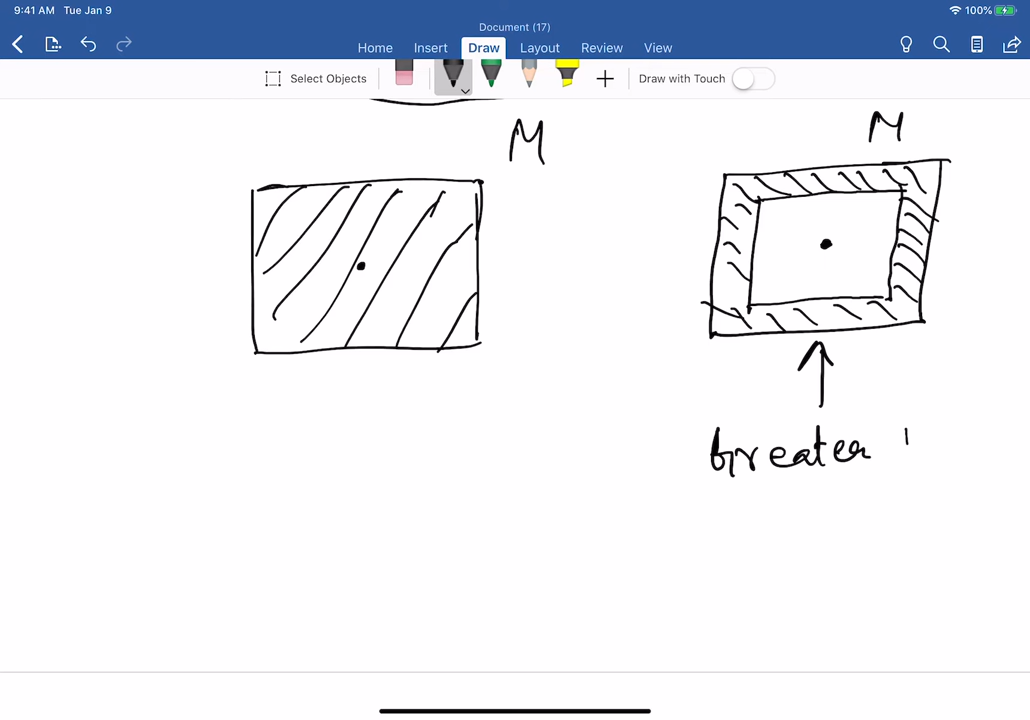 9:41 AM Tue Jan 9
100%
Document (17)
Home Insert Draw Layout Review View
Select Objects
Draw with Touch
M
M
Greater